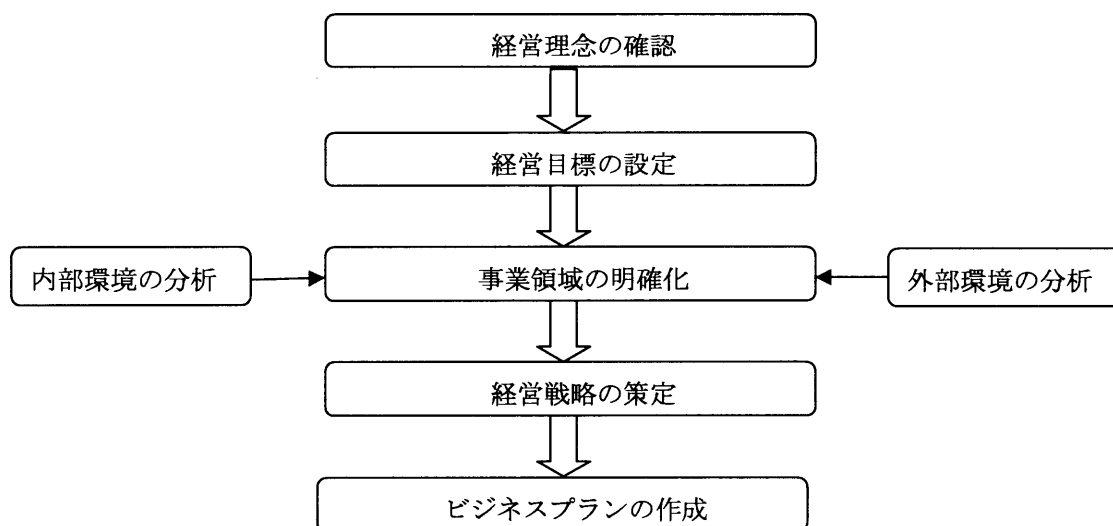 経営理念の確認
経営目標の設定
内部環境の分析
事業領域の明確化
外部環境の分析
経営戦略の策定
ビジネスプランの作成